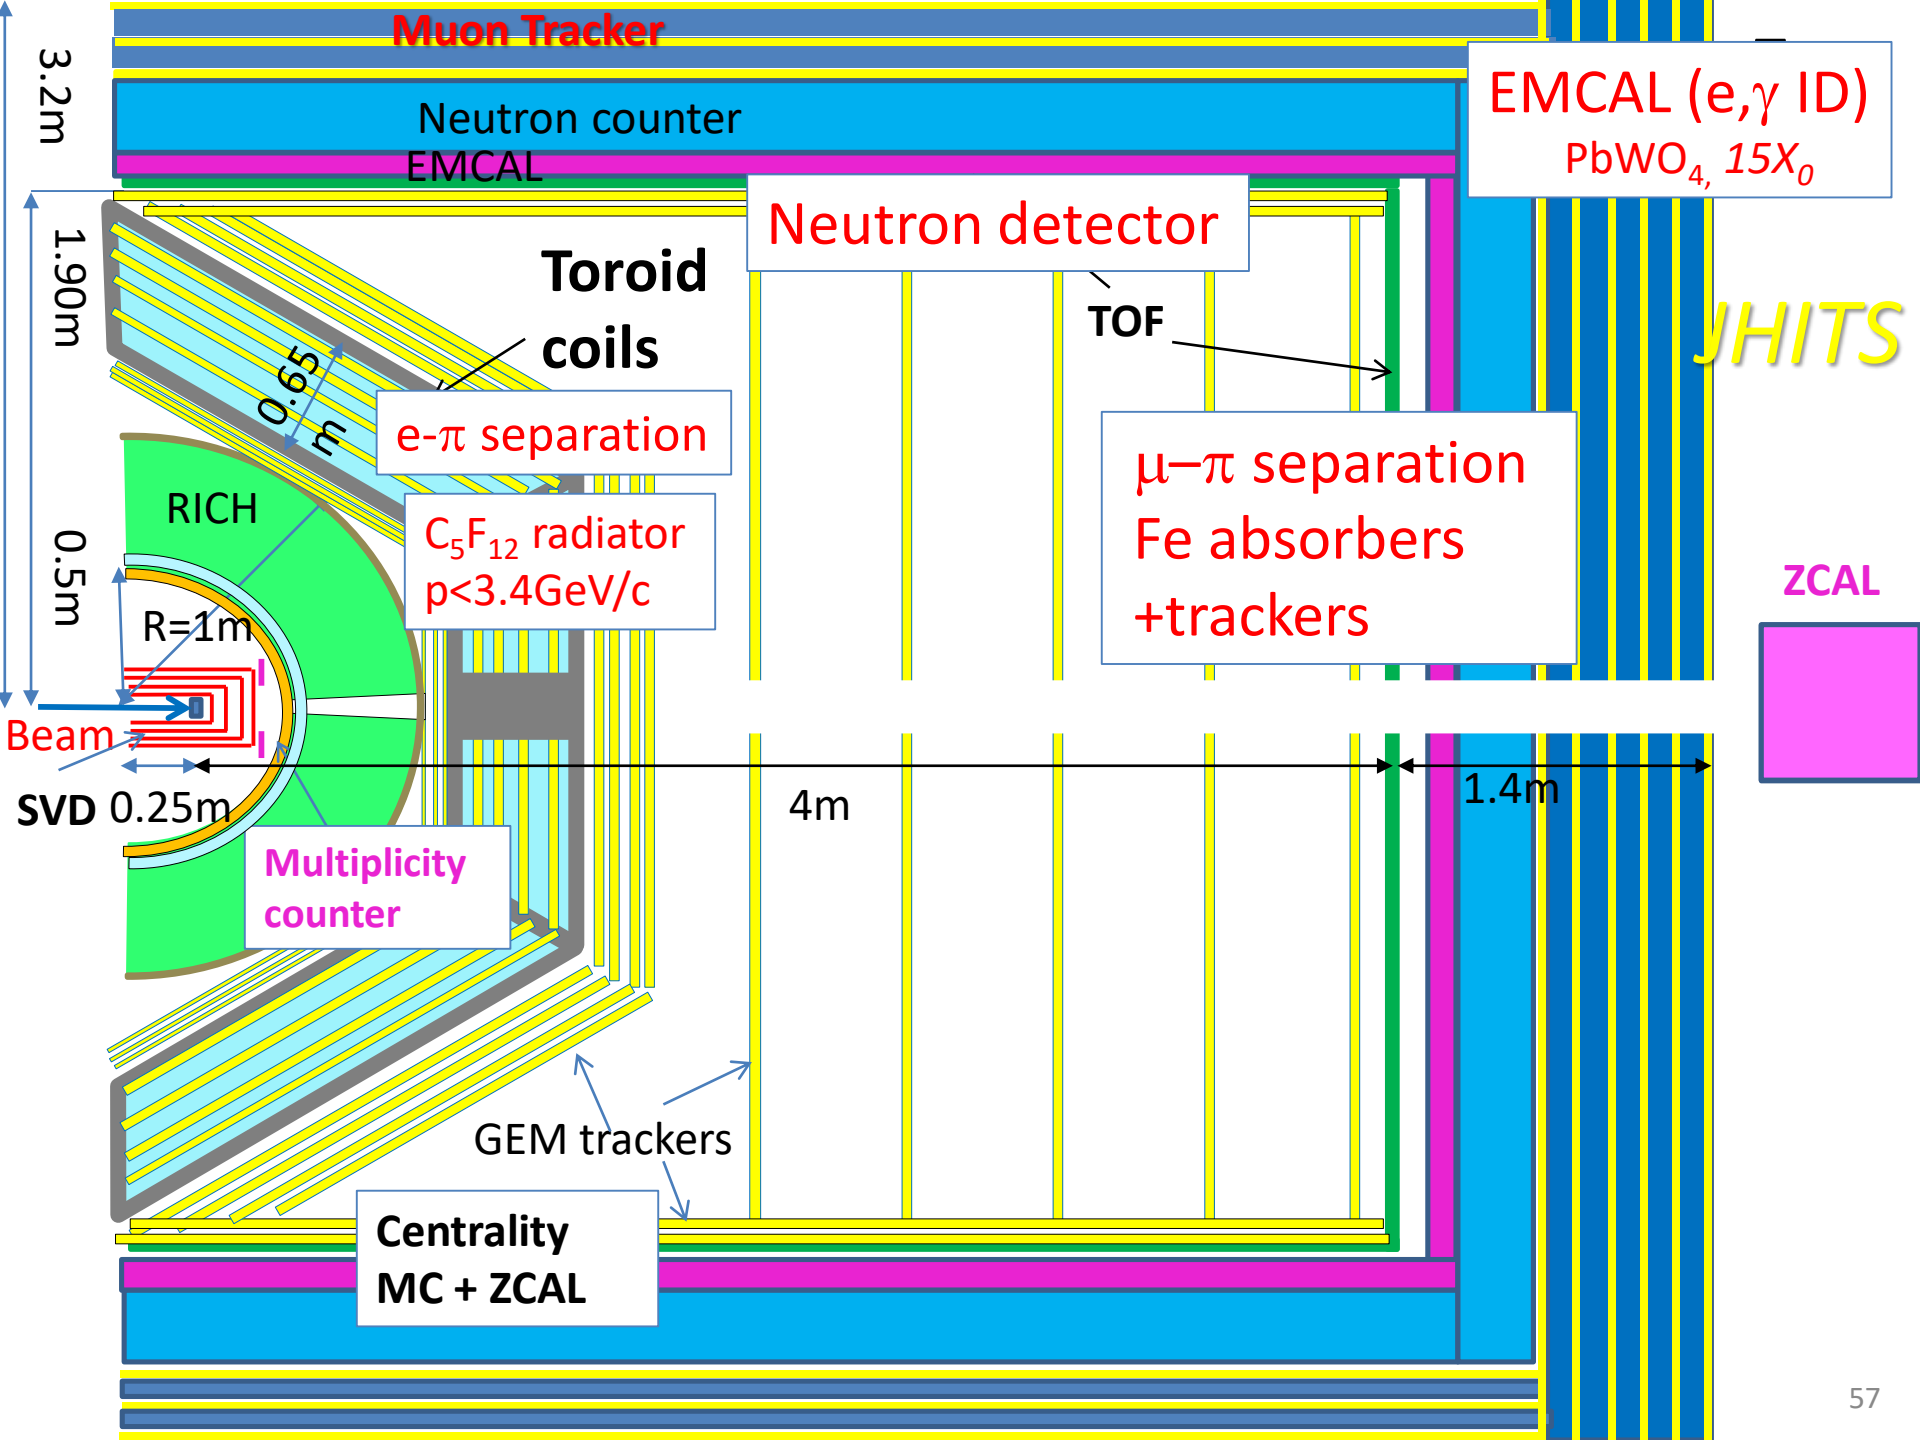 Muon Tracker
3.2m
Neutron counter
EMCAL
EMCAL (e,γ ID)
PbWO4, 15X0
Neutron detector
1.90m
Toroid
coils
TOF
JHITS
0.65
m
e-π separation
μ–π separation
Fe absorbers
+trackers
RICH
C5F12 radiator
p<3.4GeV/c
0.5m
ZCAL
R=1m
Beam
SVD
0.25m
4m
1.4m
Multiplicity
counter
GEM trackers
Centrality
MC + ZCAL
57